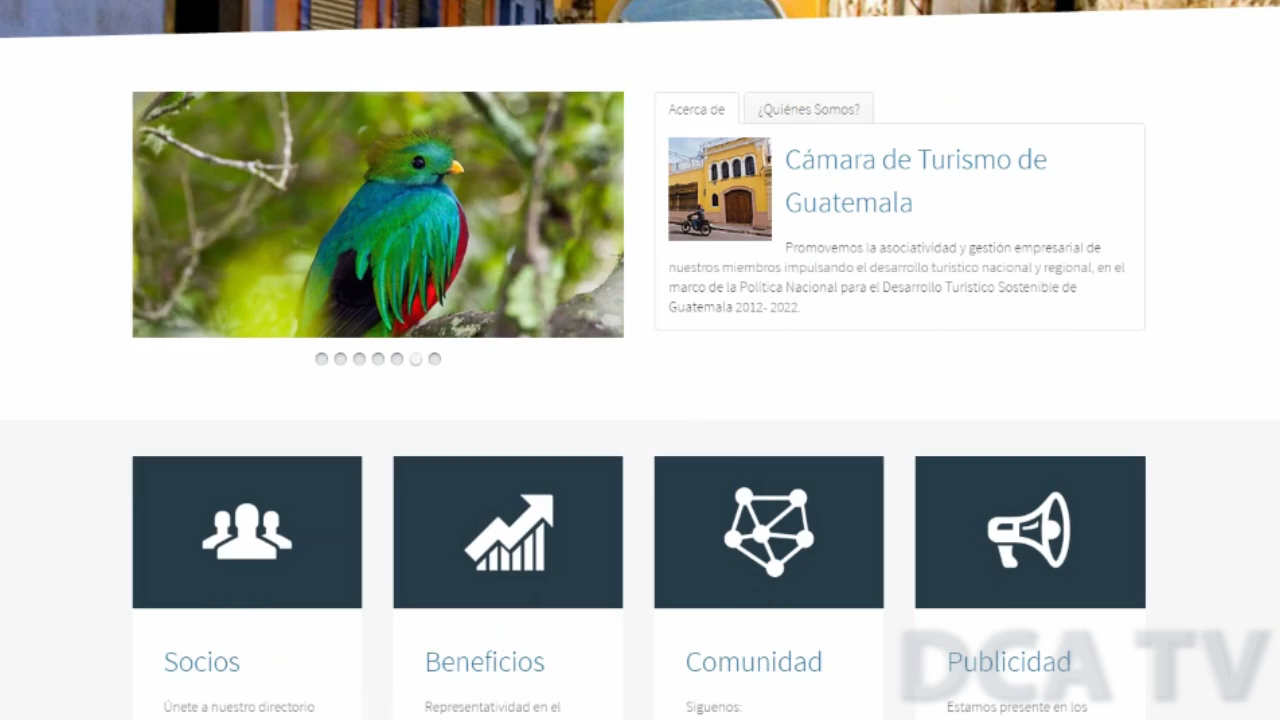 Acerca de
¿Quiénes Somos?
Cámara de Turismo de
Guatemala
Promovemos la asociatividad y gestión empresarial de
nuestros miembros impulsando el desarrollo turistico nacional y regional, en el
marco de la Política Nacional para el Desarrollo Turístico Sostenible de
Guatemala 2012- 2022.
Socios
Únete a nuestro directorio
Beneficios
Representatividad en el
Comunidad
Siguenos:
Publicidad
Estamos presente en los
DCA TV